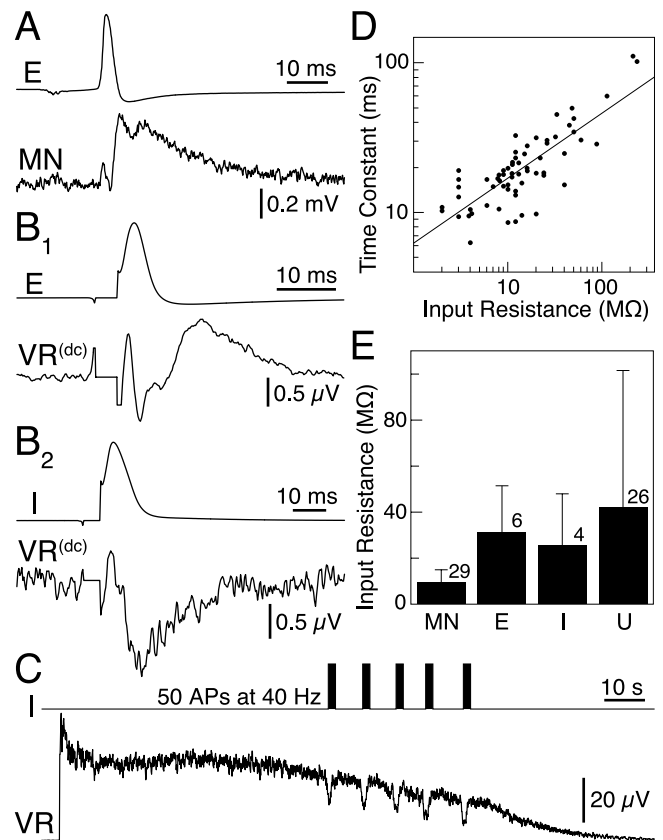 A
E
10 ms
MN
0.2 mV
B1
E
10 ms
VR(dc)
0.5 µV
B2
I
10 ms
VR(dc)
0.5 µV
C
I
50 APs at 40 Hz
10 s
VR
20 µV
D
Time Constant (ms)
100
10
10
100
Input Resistance (MΩ)
E
Input Resistance (MΩ)
80
40
0
29
6
4
26
MN
E
I
U